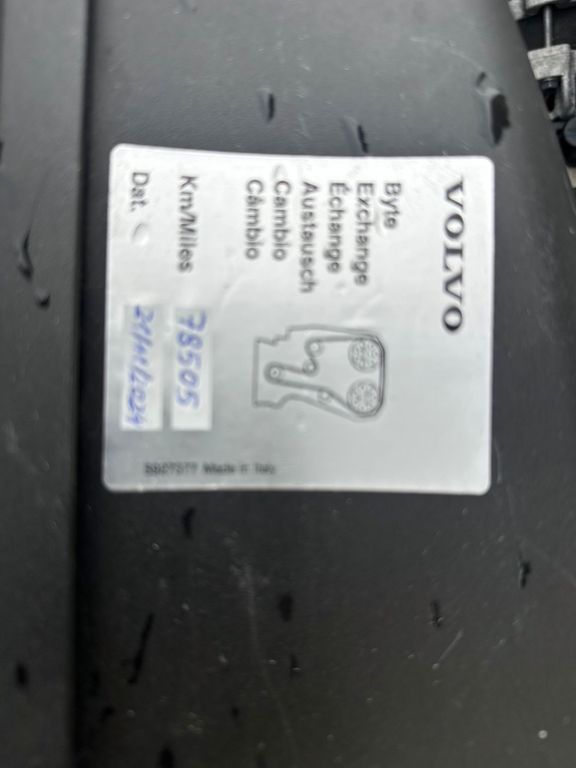 VOLVO
Byte
Exchange
Échange
Austausch
Cambio
Câmbio
Km/Miles 78505
Dat.
Made in Italy